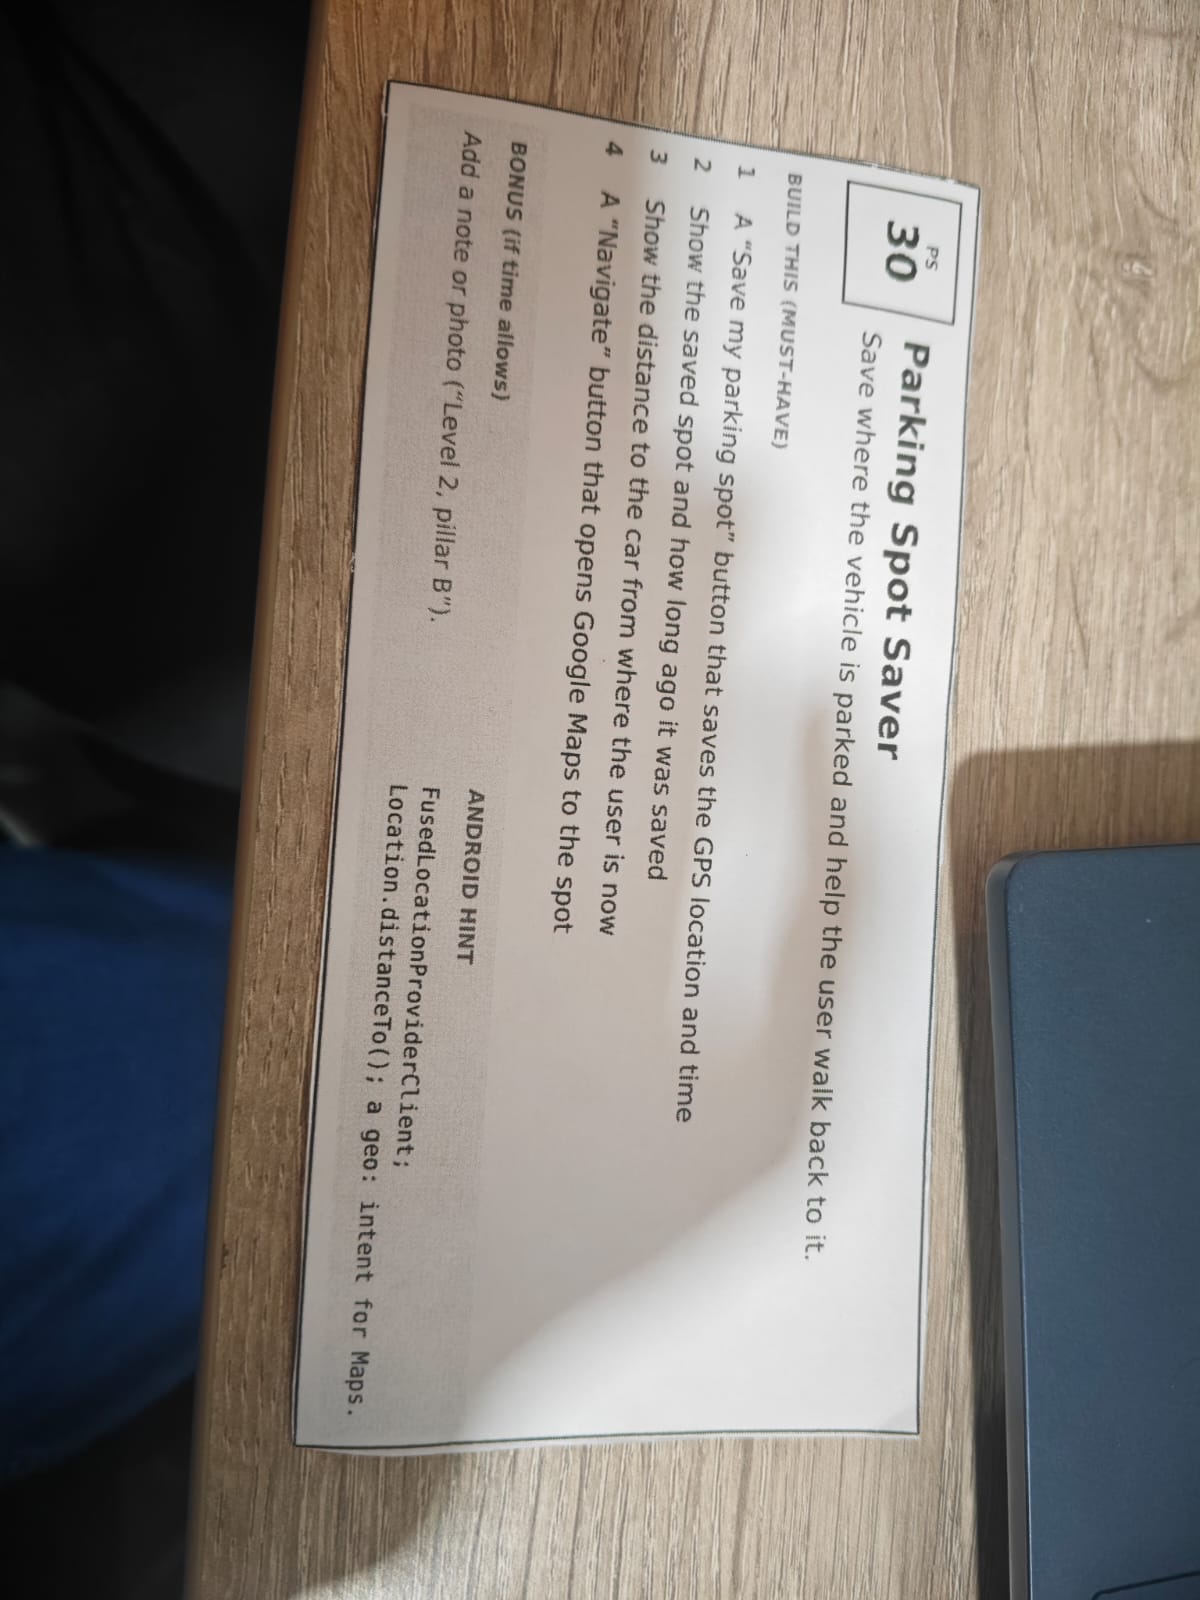 PS
30
Parking Spot Saver
Save where the vehicle is parked and help the user walk back to it.
BUILD THIS (MUST-HAVE)
1 A “Save my parking spot” button that saves the GPS location and time
2 Show the saved spot and how long ago it was saved
3 Show the distance to the car from where the user is now
4 A “Navigate” button that opens Google Maps to the spot
BONUS (if time allows)
Add a note or photo (“Level 2, pillar B”).
ANDROID HINT
FusedLocationProviderClient;
Location.distanceTo(); a geo: intent for Maps.